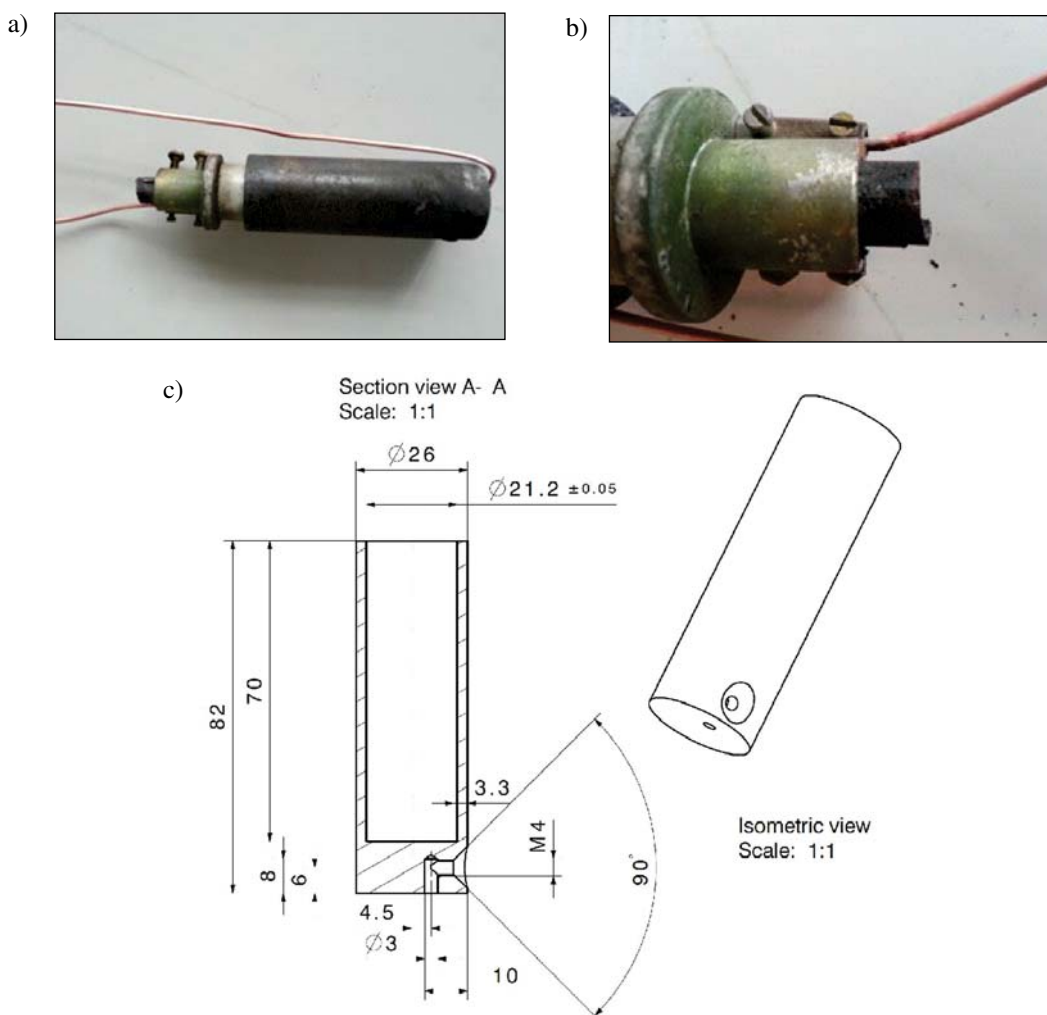 a)
b)
c)
Section view A- A
Scale: 1:1
∅26
∅21.2 ±0.05
82
70
3.3
M4
90°
8
6
4.5
∅3
10
Isometric view
Scale: 1:1